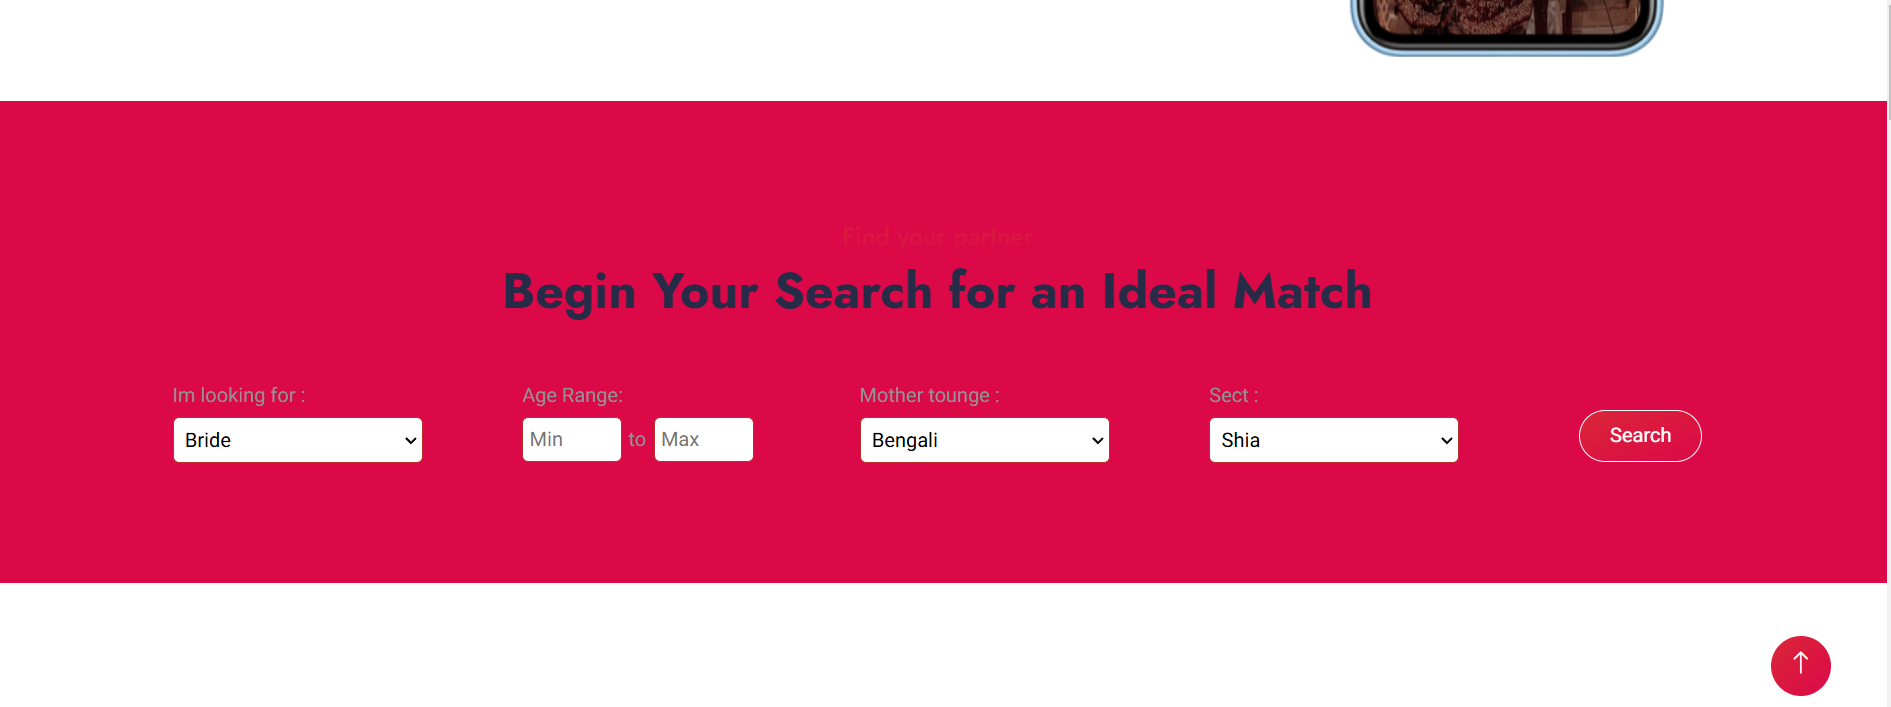 Find your partner
Begin Your Search for an Ideal Match
Im looking for :
Age Range:
Mother tounge :
Sect :
Bride
Min to Max
Bengali
Shia
Search